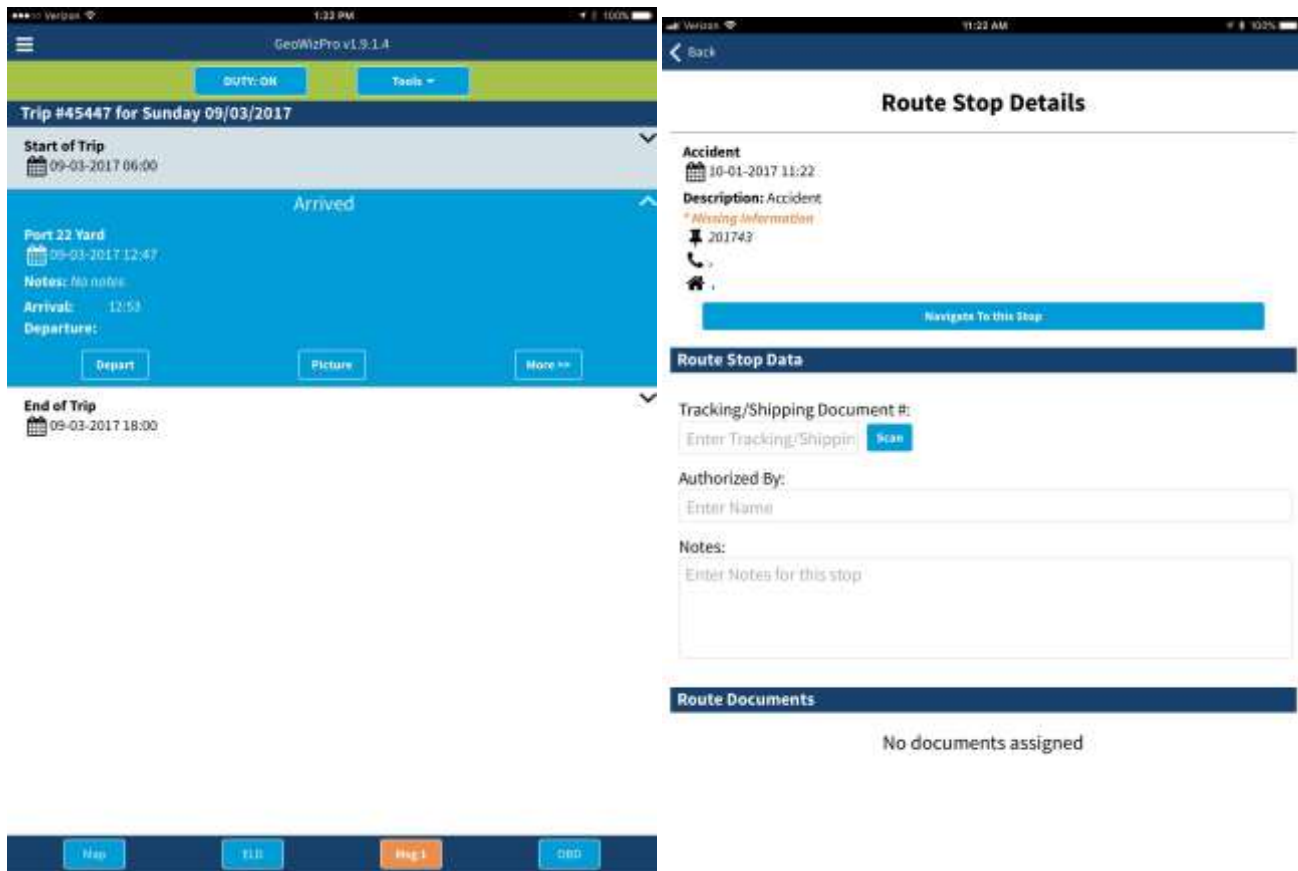 Verizon 1:22 PM 100%
GeoWizPro v1.9.1.4
DUTY: ON Tools
Trip #45447 for Sunday 09/03/2017
Start of Trip
09-03-2017 06:00
Arrived
Port 22 Yard
09-03-2017 12:47
Notes: No notes
Arrival: 12:53
Departure:
Depart Picture More >>
End of Trip
09-03-2017 18:00
Map ELD Msg:1 OBD
Verizon 11:22 AM 100%
Back
Route Stop Details
Accident
10-01-2017 11:22
Description: Accident
* Missing Information
201743
,
,
Navigate To this Stop
Route Stop Data
Tracking/Shipping Document #:
Enter Tracking/Shippin Scan
Authorized By:
Enter Name
Notes:
Enter Notes for this stop
Route Documents
No documents assigned